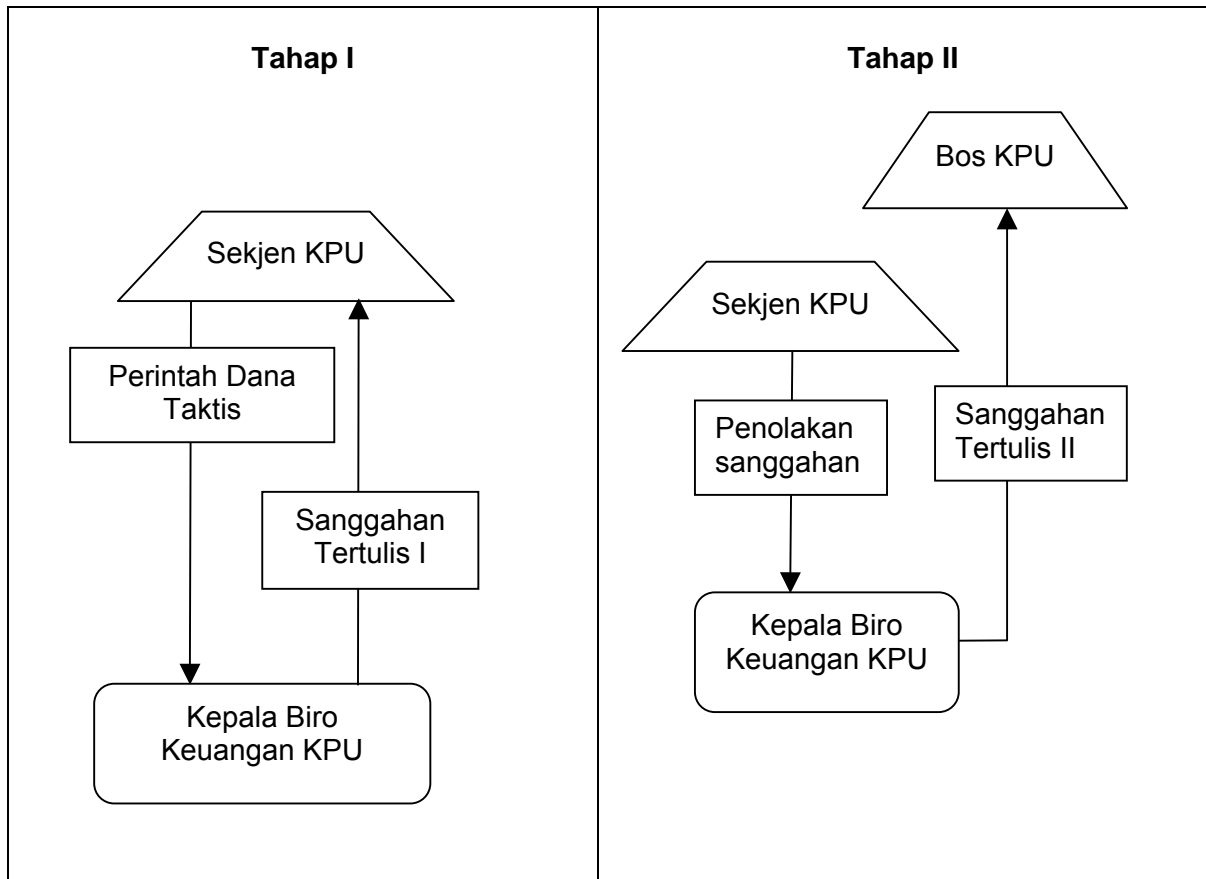 Tahap I
Sekjen KPU
Perintah Dana
Taktis
Sanggahan
Tertulis I
Kepala Biro
Keuangan KPU
Tahap II
Bos KPU
Sekjen KPU
Penolakan
sanggahan
Sanggahan
Tertulis II
Kepala Biro
Keuangan KPU